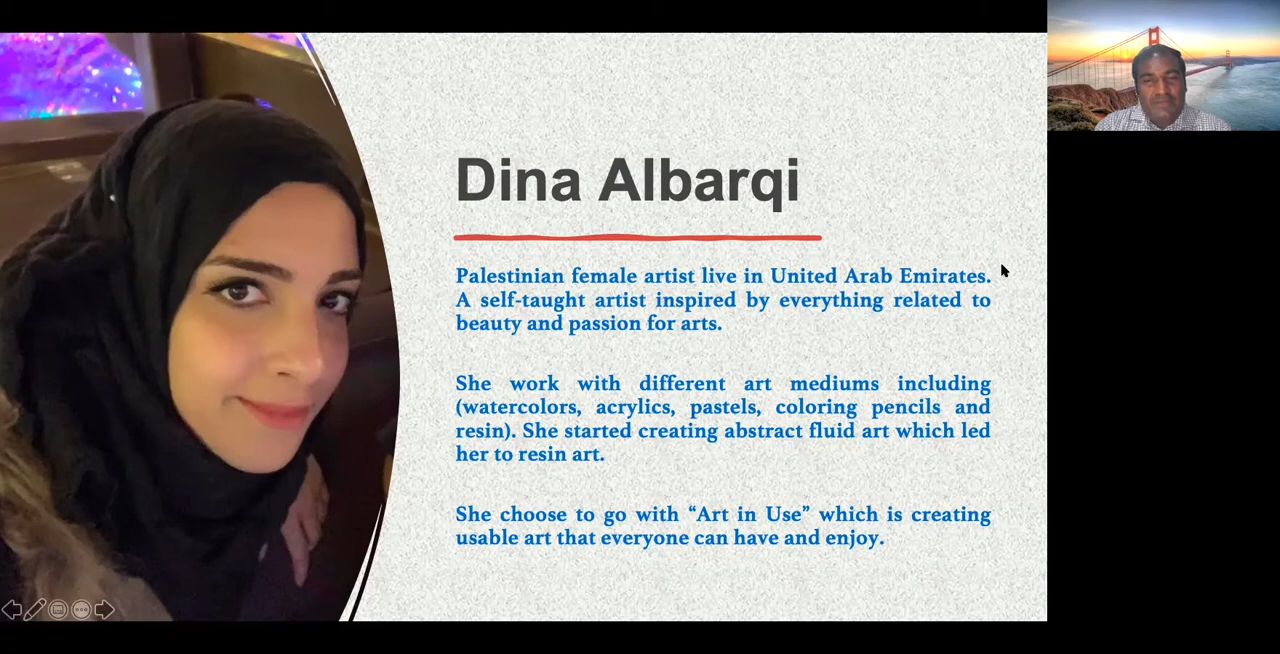 Dina Albarqi
Palestinian female artist live in United Arab Emirates.
A self-taught artist inspired by everything related to
beauty and passion for arts.
She work with different art mediums including
(watercolors, acrylics, pastels, coloring pencils and
resin). She started creating abstract fluid art which led
her to resin art.
She choose to go with “Art in Use” which is creating
usable art that everyone can have and enjoy.